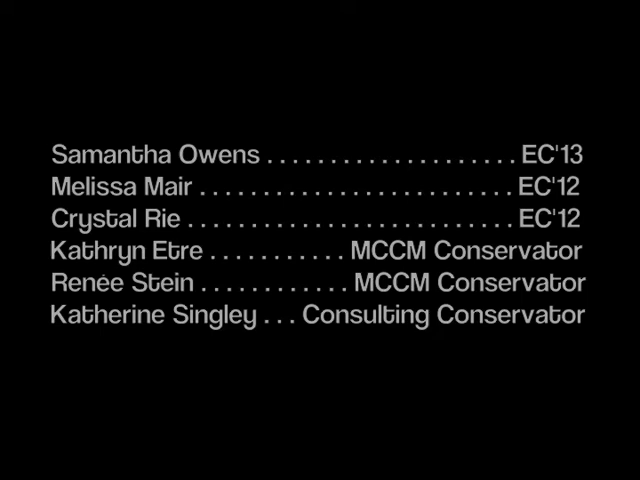 Samantha Owens . . . . . . . . . . . . . . . . . . . . EC'13
Melissa Mair . . . . . . . . . . . . . . . . . . . . . . . . . EC'12
Crystal Rie . . . . . . . . . . . . . . . . . . . . . . . . . . EC'12
Kathryn Etre . . . . . . . . . . . MCCM Conservator
Renée Stein . . . . . . . . . . . . MCCM Conservator
Katherine Singley . . . Consulting Conservator